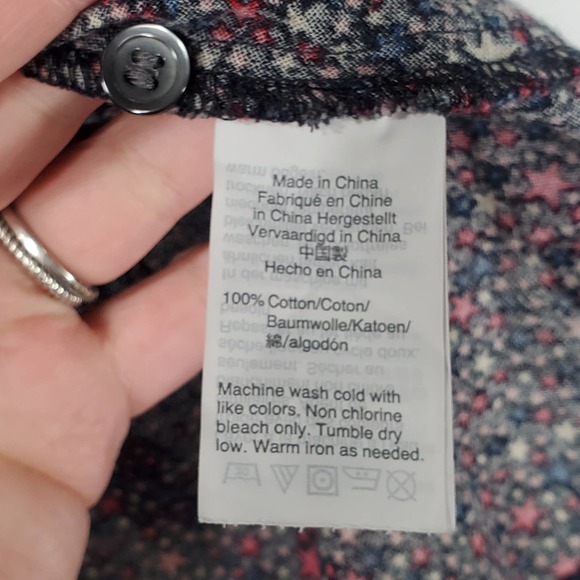 Made in China
Fabriqué en Chine
in China Hergestellt
Vervaardigd in China
中国製
Hecho en China
100% Cotton/Coton/
Baumwolle/Katoen/
綿/algodón
Machine wash cold with
like colors. Non chlorine
bleach only. Tumble dry
low. Warm iron as needed.